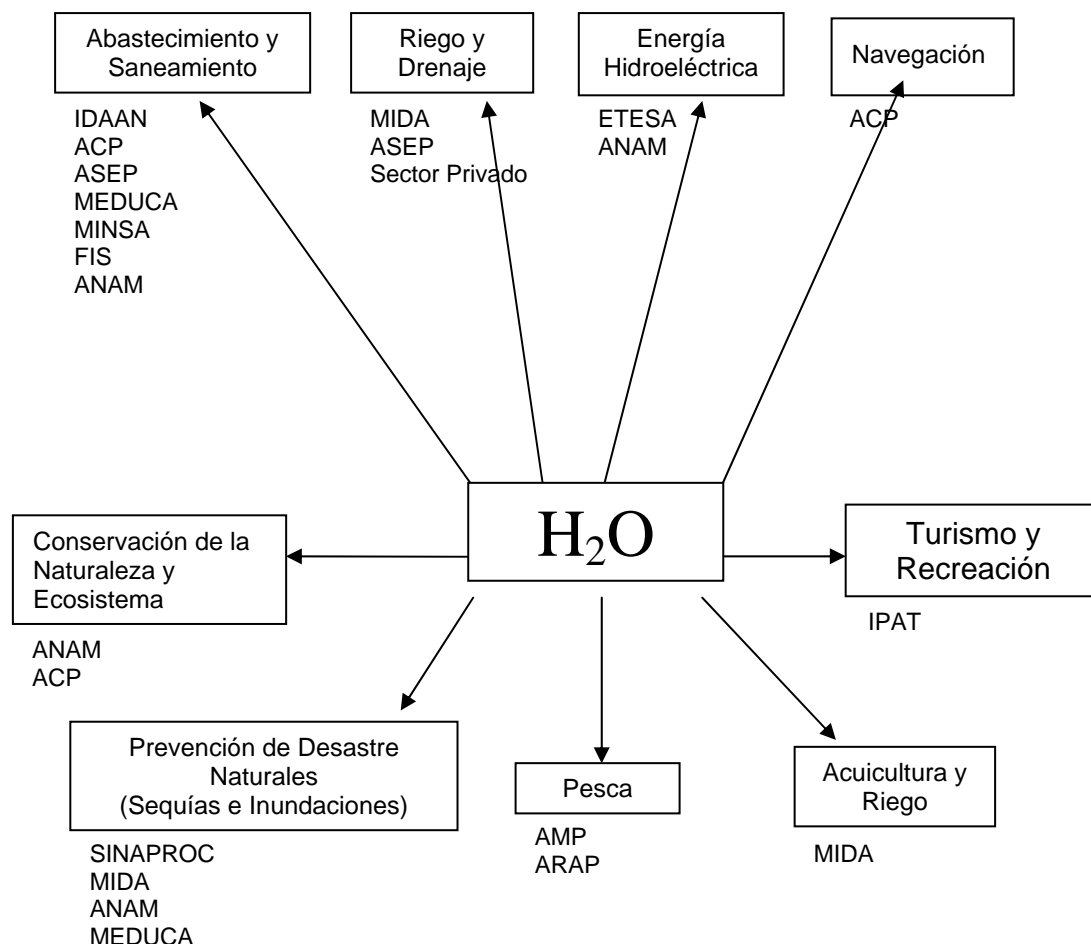 Abastecimiento y
Saneamiento
IDAAN
ACP
ASEP
MEDUCA
MINSA
FIS
ANAM
Riego y
Drenaje
MIDA
ASEP
Sector Privado
Energía
Hidroeléctrica
ETESA
ANAM
Navegación
ACP
H₂O
Conservación de la
Naturaleza y
Ecosistema
ANAM
ACP
Turismo y
Recreación
IPAT
Prevención de Desastre
Naturales
(Sequías e Inundaciones)
SINAPROC
MIDA
ANAM
MEDUCA
Pesca
AMP
ARAP
Acuicultura y
Riego
MIDA